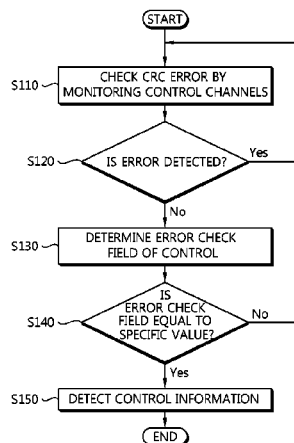 START
S110
CHECK CRC ERROR BY
MONITORING CONTROL CHANNELS
S120
IS ERROR DETECTED?
Yes
No
S130
DETERMINE ERROR CHECK
FIELD OF CONTROL
S140
IS
ERROR CHECK
FIELD EQUAL TO
SPECIFIC VALUE?
No
Yes
S150
DETECT CONTROL INFORMATION
END